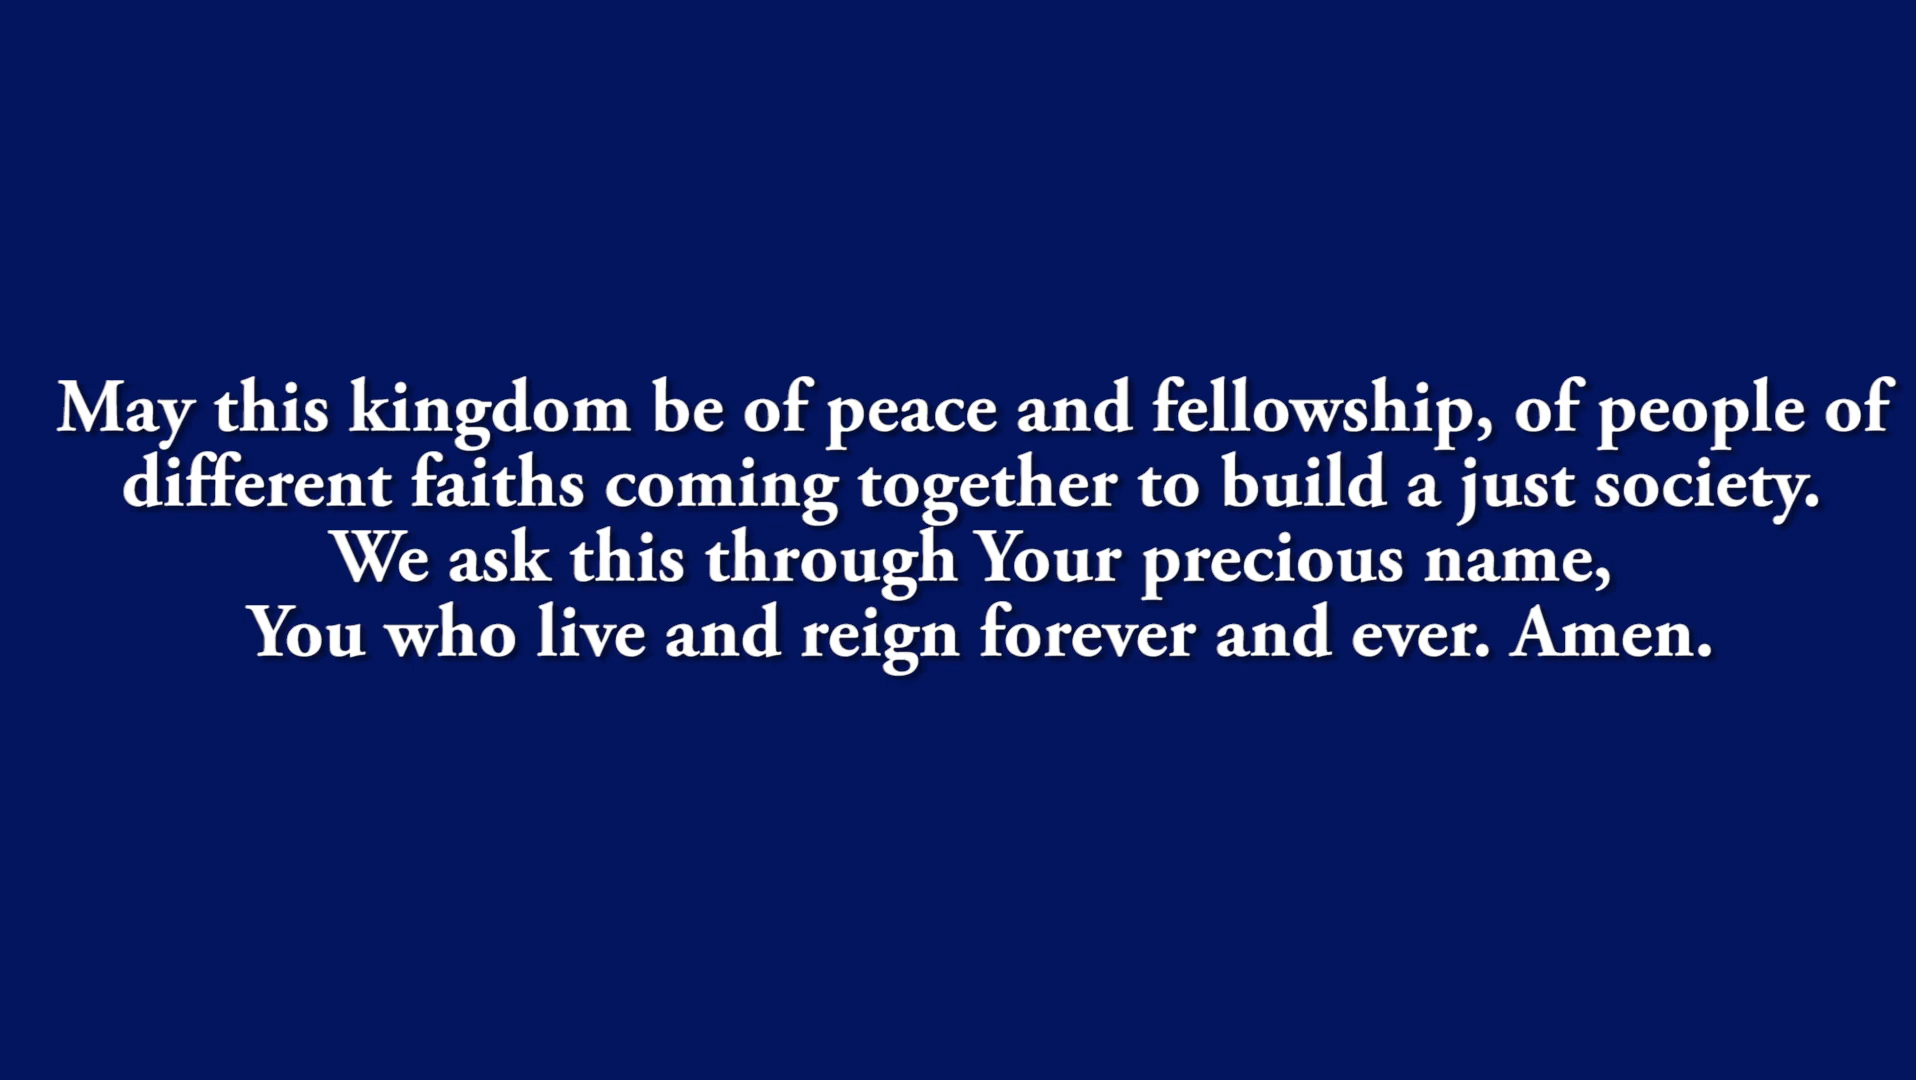 May this kingdom be of peace and fellowship, of people of
different faiths coming together to build a just society.
We ask this through Your precious name,
You who live and reign forever and ever. Amen.